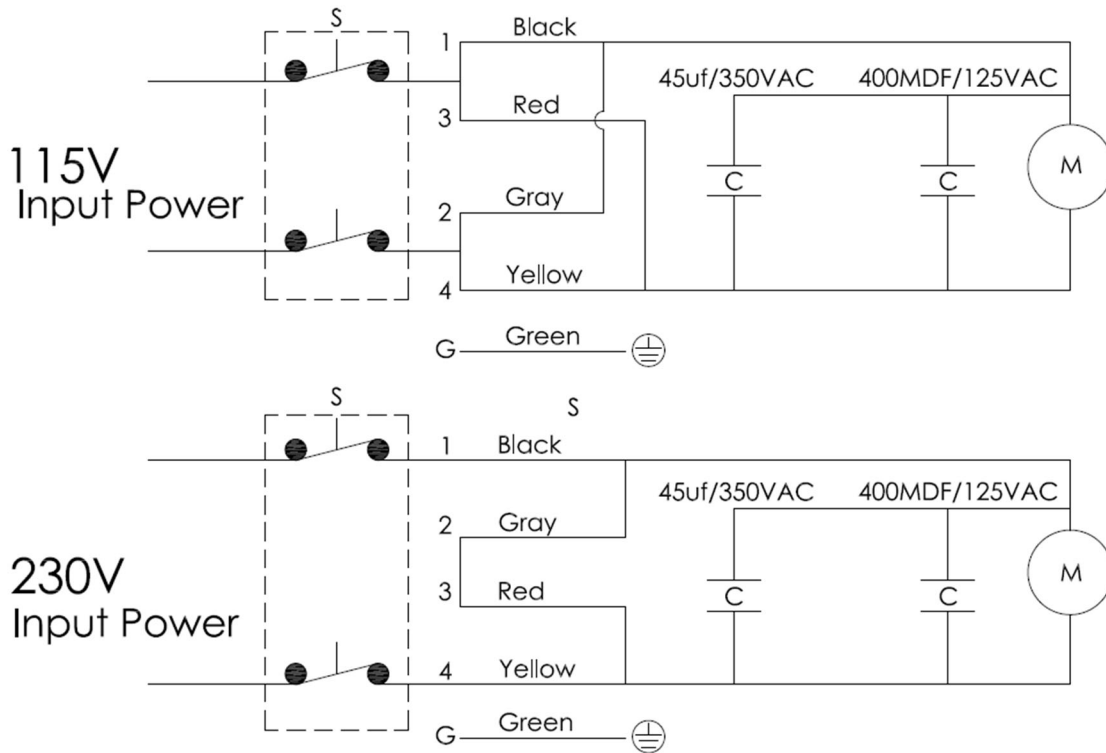 S
1 Black
45uf/350VAC 400MDF/125VAC
3 Red
115V
Input Power
C C M
2 Gray
4 Yellow
G Green
S S
1 Black
45uf/350VAC 400MDF/125VAC
2 Gray
230V
Input Power
3 Red
C C M
4 Yellow
G Green